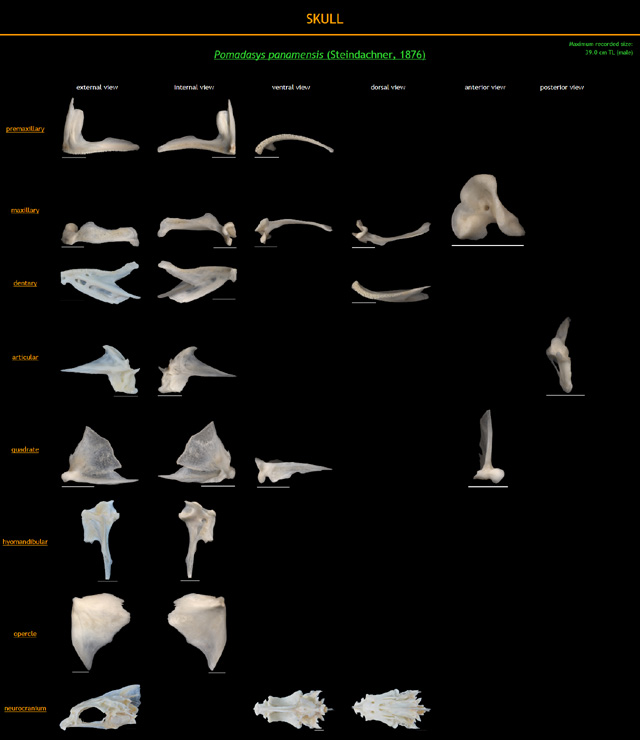 SKULL
Maximum recorded size:
39.0 cm TL (male)
Pomadasys panamensis (Steindachner, 1876)
external view internal view ventral view dorsal view anterior view posterior view
premaxillary
maxillary
dentary
articular
quadrate
hyomandibular
opercle
neurocranium